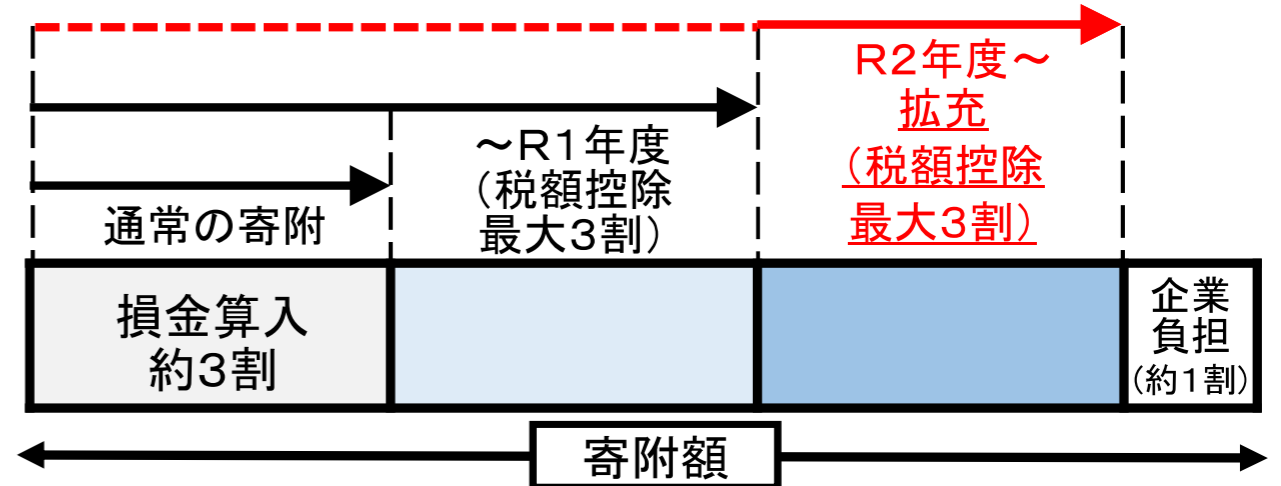 R2年度～
拡充
（税額控除
最大3割）
～R1年度
（税額控除
最大3割）
通常の寄附
損金算入
約3割
企業
負担
（約1割）
寄附額